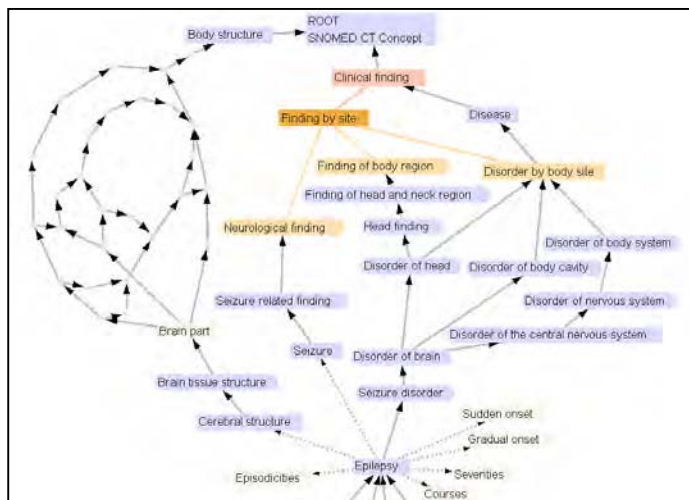 ROOT
Body structure
SNOMED CT Concept
Clinical finding
Finding by site
Disease
Finding of body region
Disorder by body site
Finding of head and neck region
Neurological finding
Head finding
Disorder of body system
Disorder of head
Disorder of body cavity
Seizure related finding
Disorder of nervous system
Brain part
Disorder of the central nervous system
Seizure
Disorder of brain
Brain tissue structure
Seizure disorder
Sudden onset
Cerebral structure
Gradual onset
Epilepsy
Episodicities
Severities
Courses